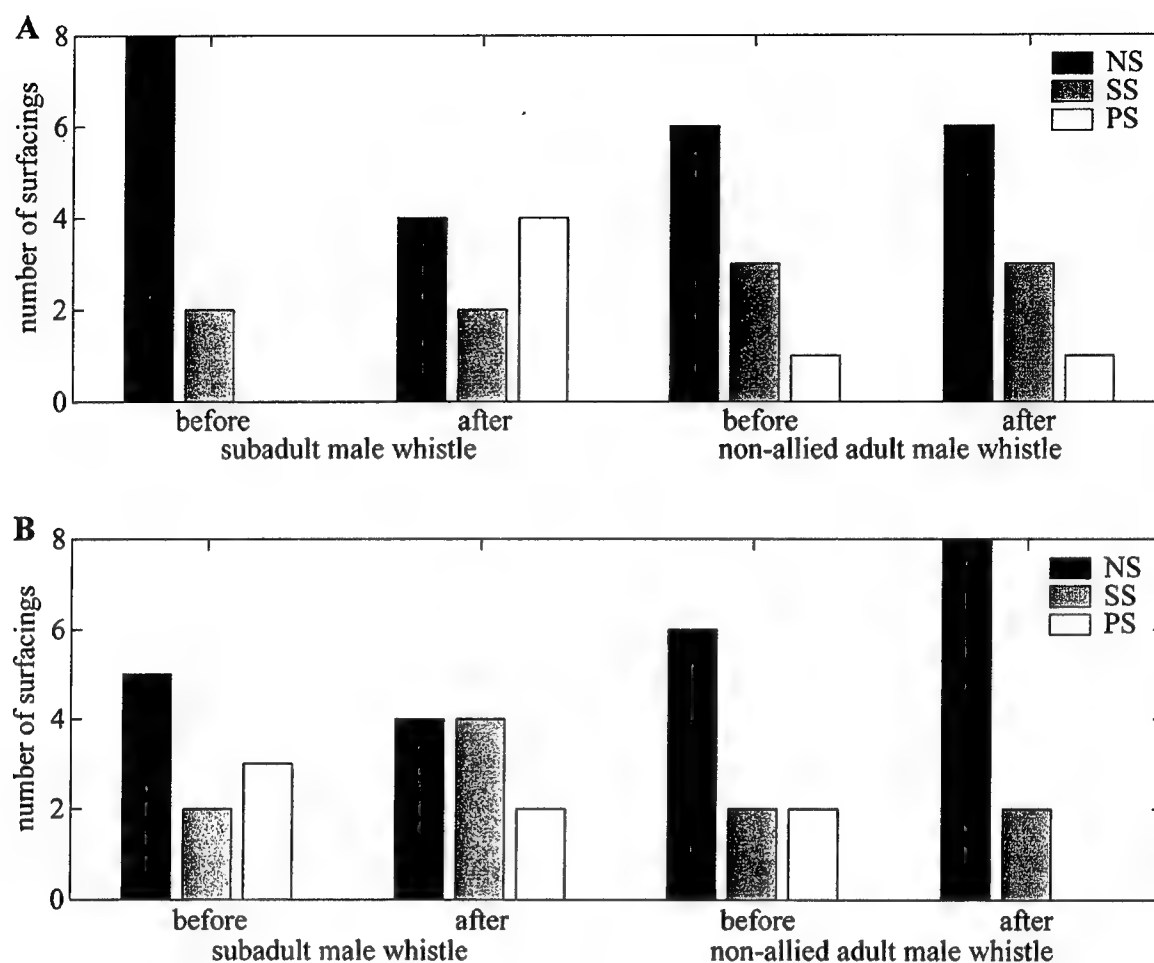 A
8
6
4
2
0
number of surfacings
NS
SS
PS
before
after
before
after
subadult male whistle
non-allied adult male whistle
B
8
6
4
2
0
number of surfacings
NS
SS
PS
before
after
before
after
subadult male whistle
non-allied adult male whistle